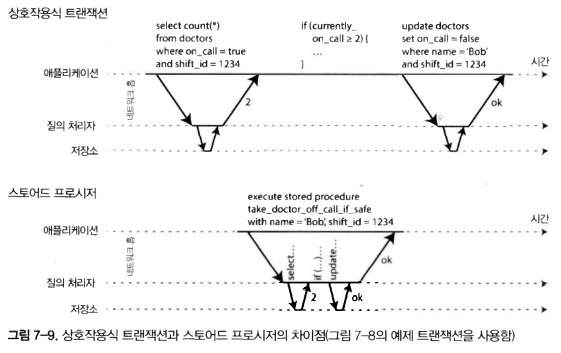 상호작용식 트랜잭션
select count(*)
from doctors
where on_call = true
and shift_id = 1234
if (currently_
on_call ≥ 2) {
...
}
update doctors
set on_call = false
where name = 'Bob'
and shift_id = 1234
시간
애플리케이션
네트워크 홉
2
ok
질의 처리자
저장소
스토어드 프로시저
execute stored procedure
take_doctor_off_call_if_safe
with name = 'Bob', shift_id = 1234
시간
애플리케이션
네트워크 홉
select...
if (...)...
update...
ok
질의 처리자
2
ok
저장소
그림 7-9. 상호작용식 트랜잭션과 스토어드 프로시저의 차이점(그림 7-8의 예제 트랜잭션을 사용함)